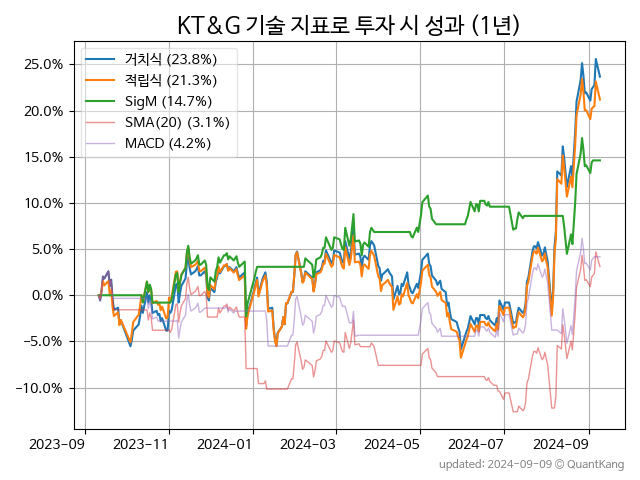 KT&G 기술 지표로 투자 시 성과 (1년)
거치식 (23.8%)
적립식 (21.3%)
SigM (14.7%)
SMA(20) (3.1%)
MACD (4.2%)
25.0%
20.0%
15.0%
10.0%
5.0%
0.0%
−5.0%
−10.0%
2023-09 2023-11 2024-01 2024-03 2024-05 2024-07 2024-09
updated: 2024-09-09 © QuantKang